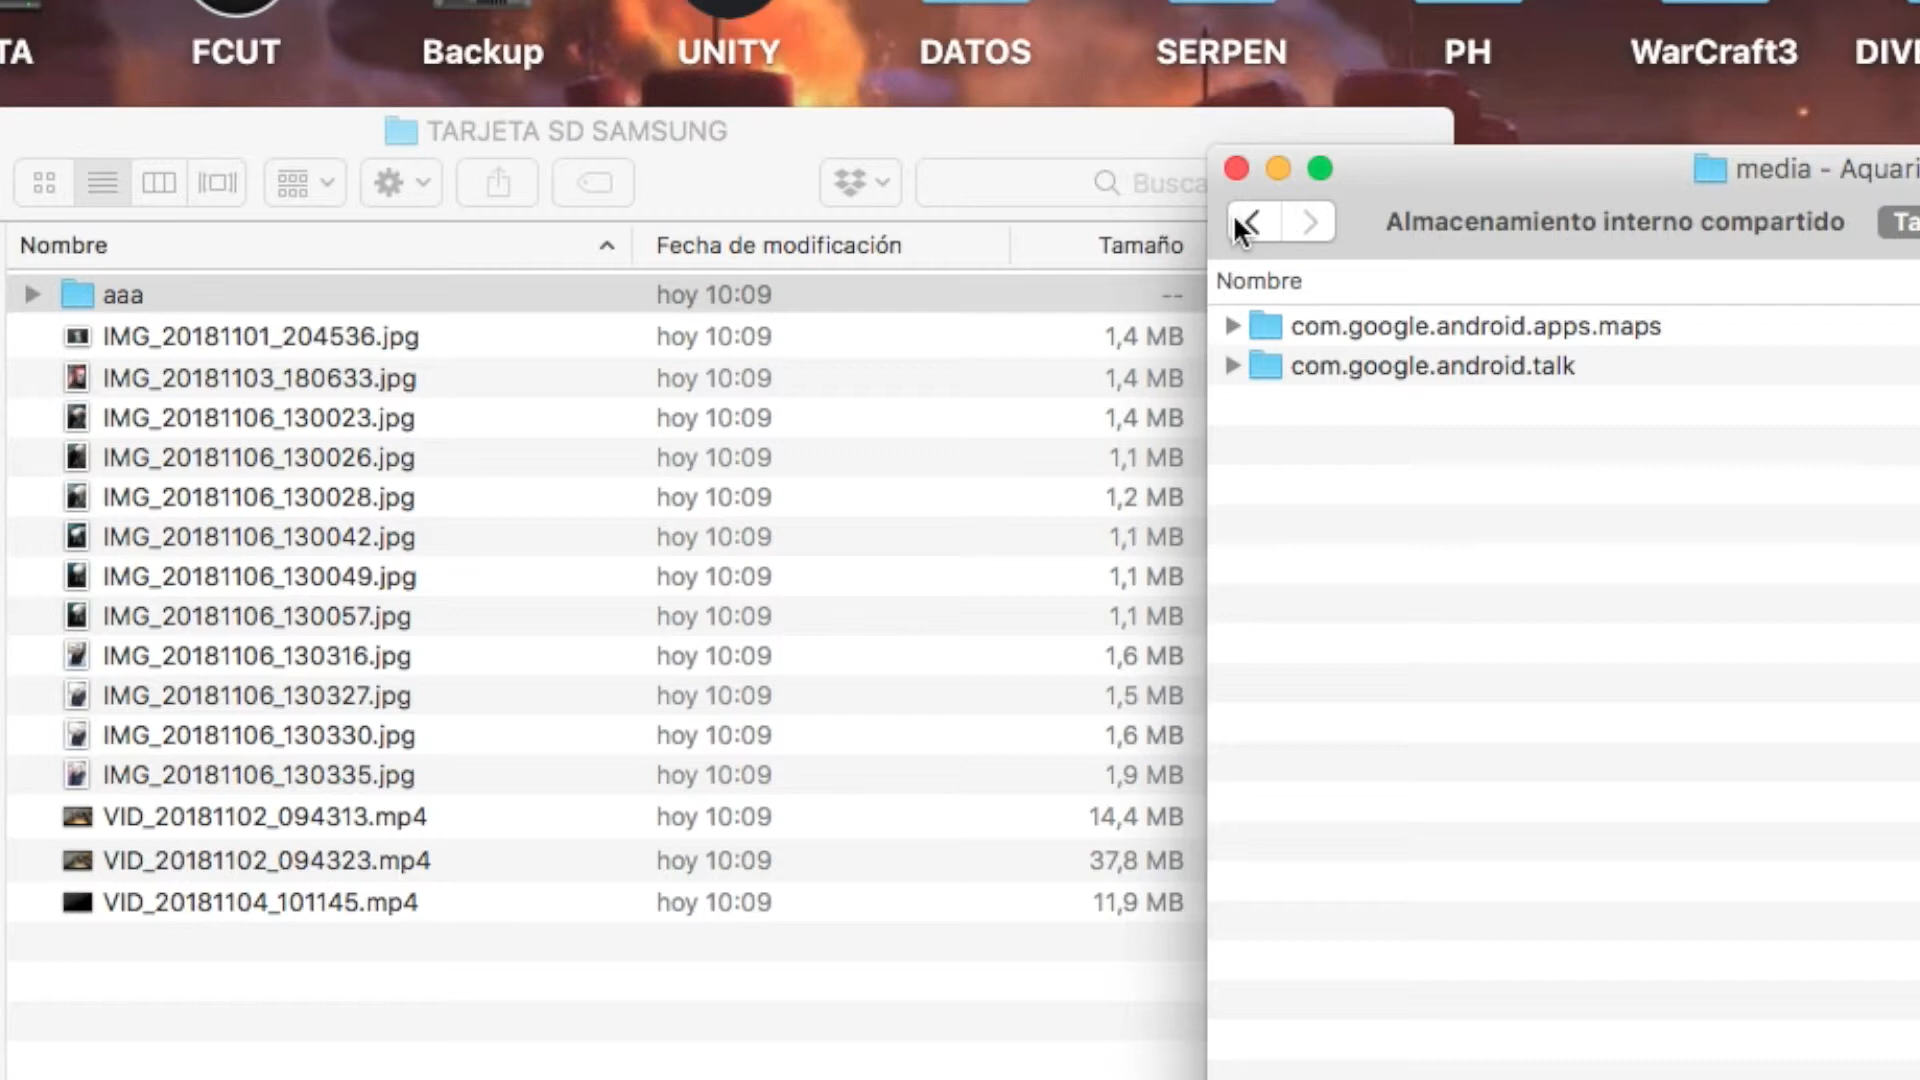 TA FCUT Backup UNITY DATOS SERPEN PH WarCraft3 DIV
TARJETA SD SAMSUNG
Busca
Nombre Fecha de modificación Tamaño
aaa hoy 10:09 --
IMG_20181101_204536.jpg hoy 10:09 1,4 MB
IMG_20181103_180633.jpg hoy 10:09 1,4 MB
IMG_20181106_130023.jpg hoy 10:09 1,4 MB
IMG_20181106_130026.jpg hoy 10:09 1,1 MB
IMG_20181106_130028.jpg hoy 10:09 1,2 MB
IMG_20181106_130042.jpg hoy 10:09 1,1 MB
IMG_20181106_130049.jpg hoy 10:09 1,1 MB
IMG_20181106_130057.jpg hoy 10:09 1,1 MB
IMG_20181106_130316.jpg hoy 10:09 1,6 MB
IMG_20181106_130327.jpg hoy 10:09 1,5 MB
IMG_20181106_130330.jpg hoy 10:09 1,6 MB
IMG_20181106_130335.jpg hoy 10:09 1,9 MB
VID_20181102_094313.mp4 hoy 10:09 14,4 MB
VID_20181102_094323.mp4 hoy 10:09 37,8 MB
VID_20181104_101145.mp4 hoy 10:09 11,9 MB
media - Aquari
Almacenamiento interno compartido Ta
Nombre
com.google.android.apps.maps
com.google.android.talk